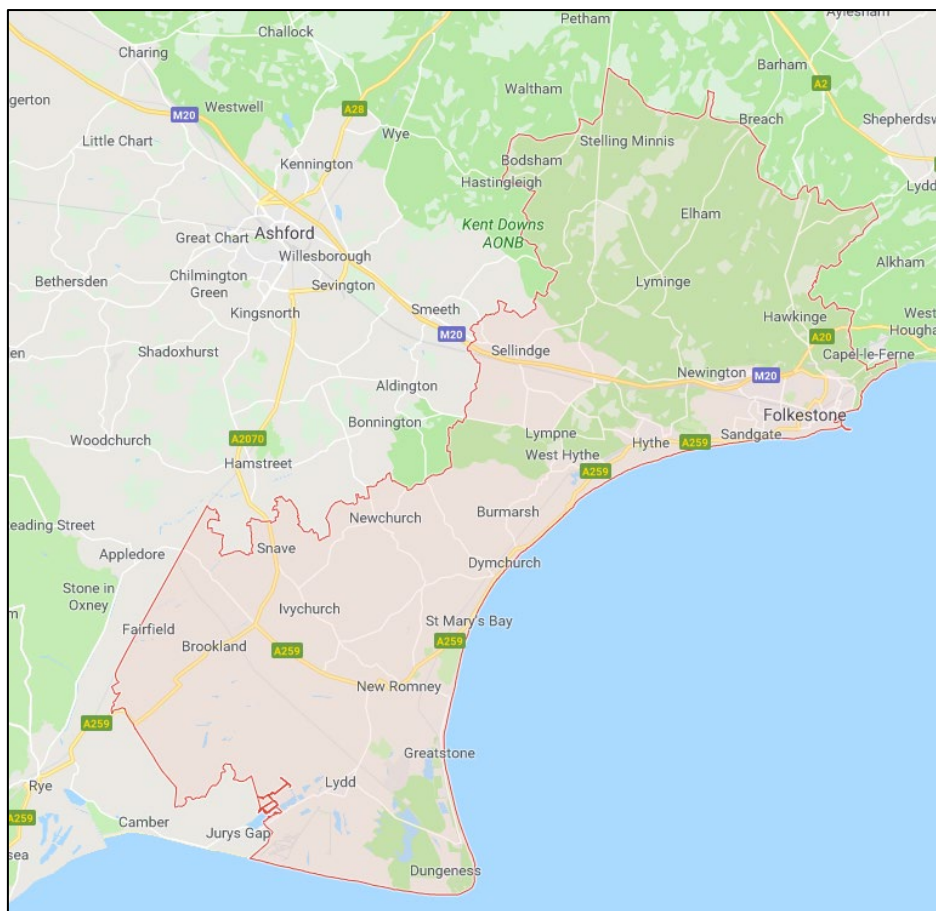 Petham
Aylesham
Challock
Charing
Barham
A2
Waltham
gerton
Westwell
A28
M20
Breach
Shepherdsw
Wye
Little Chart
Stelling Minnis
Kennington
Bodsham
Hastingleigh
Lydd
Elham
Kent Downs
AONB
Great Chart
Ashford
Willesborough
Alkham
Bethersden
Chilmington
Green
Sevington
Lyminge
Smeeth
Kingsnorth
Hawkinge
West
Hougha
M20
A20
Sellindge
Shadoxhurst
Capel-le-Ferne
Newington
M20
Aldington
Folkestone
Bonnington
Woodchurch
A2070
Lympne
Sandgate
Hythe
A259
West Hythe
Hamstreet
A259
Newchurch
Burmarsh
eading Street
Appledore
Snave
Dymchurch
Stone in
Oxney
Ivychurch
St Mary's Bay
Fairfield
Brookland
A259
A259
New Romney
A259
Greatstone
Rye
Lydd
A259
Camber
Jurys Gap
sea
Dungeness